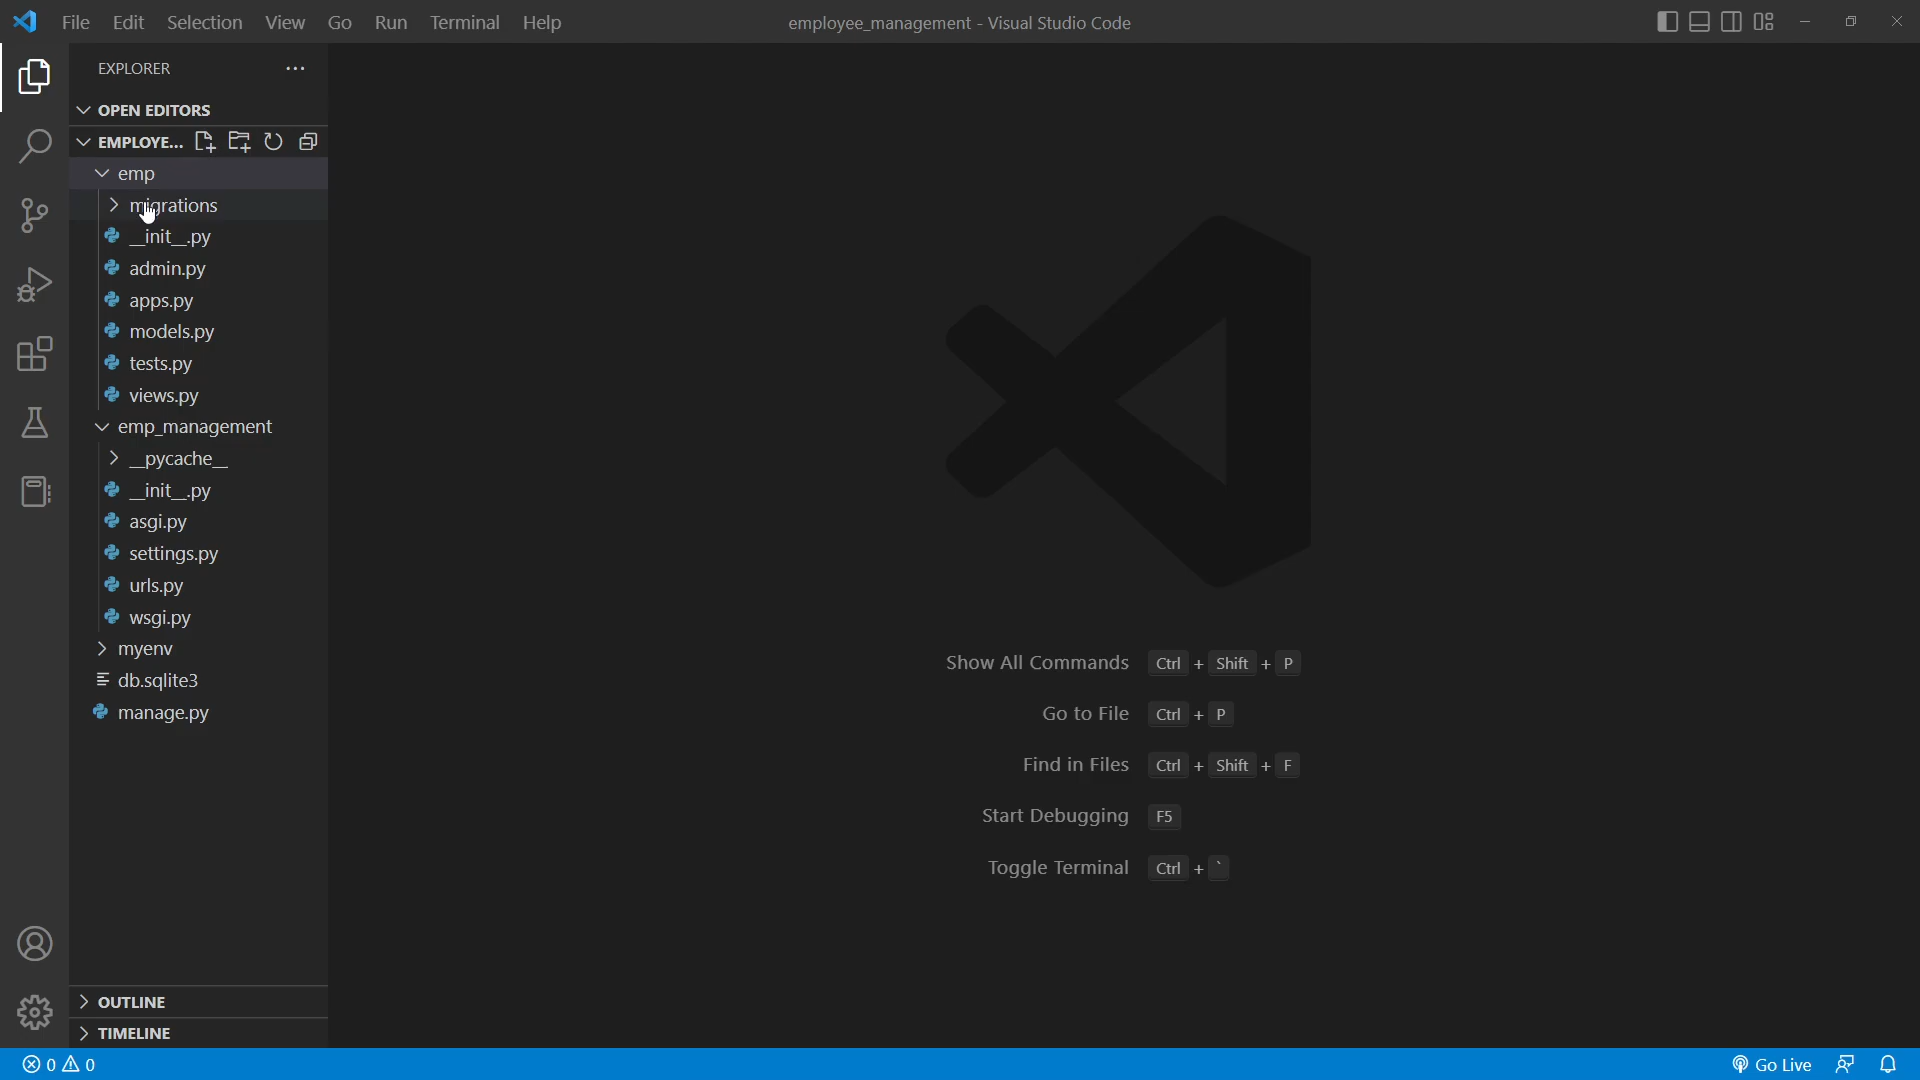 File Edit Selection View Go Run Terminal Help employee_management - Visual Studio Code
EXPLORER
OPEN EDITORS
EMPLOYE...
emp
migrations
__init__.py
admin.py
apps.py
models.py
tests.py
views.py
emp_management
__pycache__
__init__.py
asgi.py
settings.py
urls.py
wsgi.py
myenv
db.sqlite3
manage.py
Show All Commands Ctrl + Shift + P
Go to File Ctrl + P
Find in Files Ctrl + Shift + F
Start Debugging F5
Toggle Terminal Ctrl + `
OUTLINE
TIMELINE
0 0 Go Live